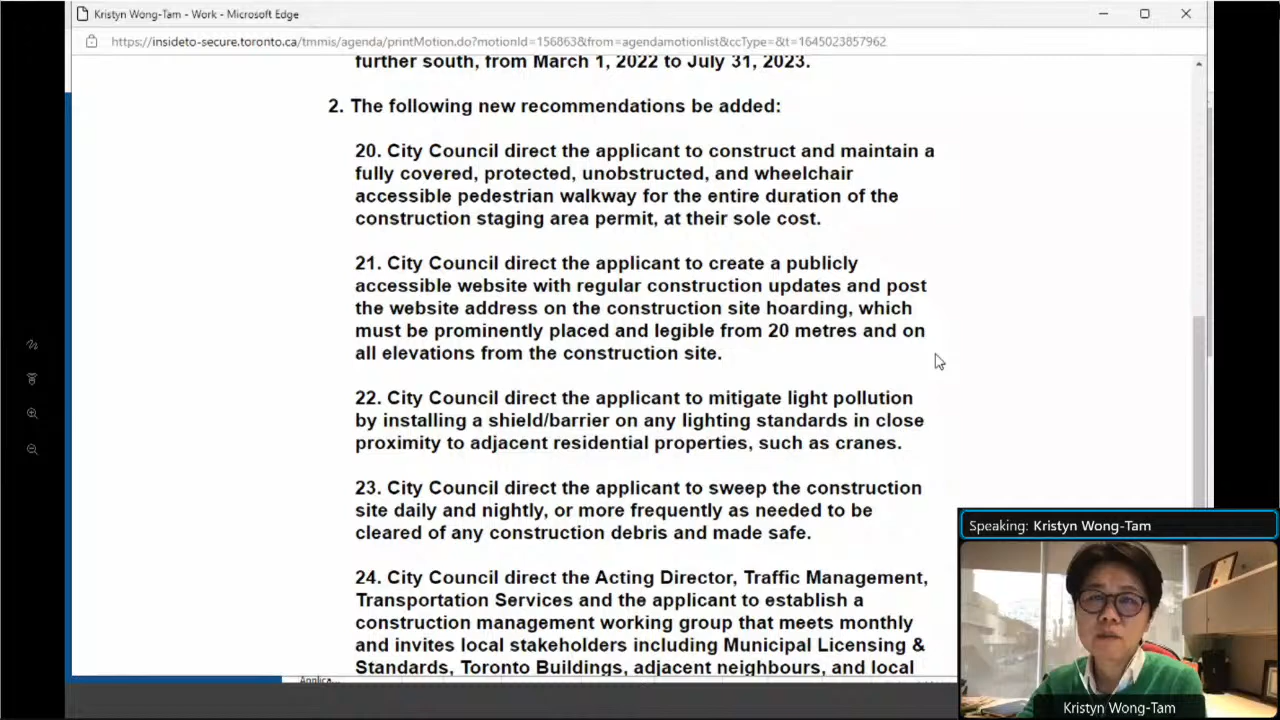 Kristyn Wong-Tam - Work - Microsoft Edge
https://insideto-secure.toronto.ca/tmmis/agenda/printMotion.do?motionId=156863&from=agendamotionlist&ccType=&t=1645023857962
further south, from March 1, 2022 to July 31, 2023.
2. The following new recommendations be added:
20. City Council direct the applicant to construct and maintain a
fully covered, protected, unobstructed, and wheelchair
accessible pedestrian walkway for the entire duration of the
construction staging area permit, at their sole cost.
21. City Council direct the applicant to create a publicly
accessible website with regular construction updates and post
the website address on the construction site hoarding, which
must be prominently placed and legible from 20 metres and on
all elevations from the construction site.
22. City Council direct the applicant to mitigate light pollution
by installing a shield/barrier on any lighting standards in close
proximity to adjacent residential properties, such as cranes.
23. City Council direct the applicant to sweep the construction
site daily and nightly, or more frequently as needed to be
cleared of any construction debris and made safe.
24. City Council direct the Acting Director, Traffic Management,
Transportation Services and the applicant to establish a
construction management working group that meets monthly
and invites local stakeholders including Municipal Licensing &
Standards, Toronto Buildings, adjacent neighbours, and local
Applica...
Speaking: Kristyn Wong-Tam
Kristyn Wong-Tam